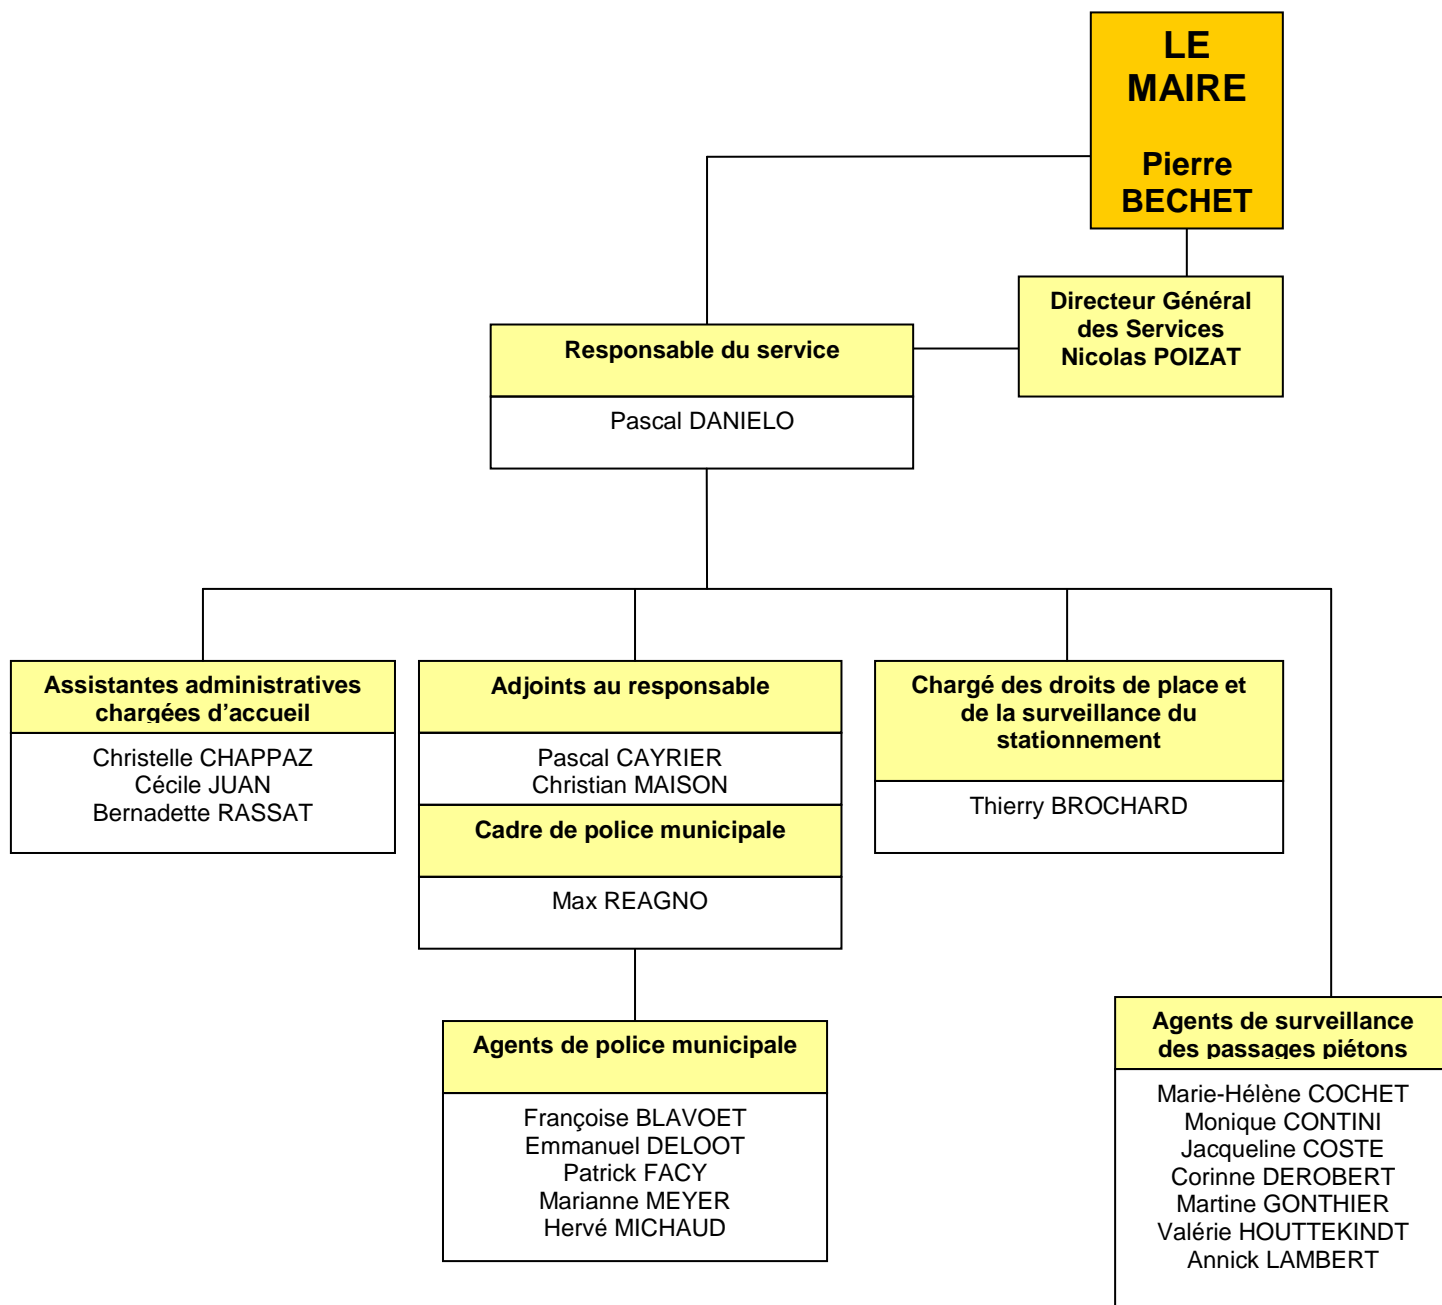 LE
MAIRE
Pierre
BECHET
Directeur Général
des Services
Nicolas POIZAT
Responsable du service
Pascal DANIELO
Assistantes administratives
chargées d’accueil
Christelle CHAPPAZ
Cécile JUAN
Bernadette RASSAT
Adjoints au responsable
Pascal CAYRIER
Christian MAISON
Cadre de police municipale
Max REAGNO
Chargé des droits de place et
de la surveillance du
stationnement
Thierry BROCHARD
Agents de police municipale
Françoise BLAVOET
Emmanuel DELOOT
Patrick FACY
Marianne MEYER
Hervé MICHAUD
Agents de surveillance
des passages piétons
Marie-Hélène COCHET
Monique CONTINI
Jacqueline COSTE
Corinne DEROBERT
Martine GONTHIER
Valérie HOUTTEKINDT
Annick LAMBERT